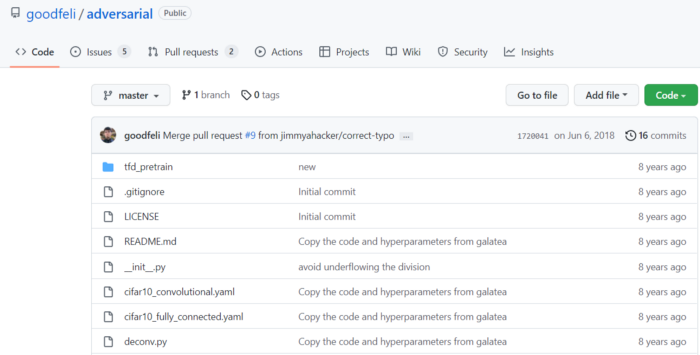 goodfeli / adversarial Public
Code Issues 5 Pull requests 2 Actions Projects Wiki Security Insights
master 1 branch 0 tags Go to file Add file Code
goodfeli Merge pull request #9 from jimmyahacker/correct-typo ... 1720041 on Jun 6, 2018 16 commits
tfd_pretrain new 8 years ago
.gitignore Initial commit 8 years ago
LICENSE Initial commit 8 years ago
README.md Copy the code and hyperparameters from galatea 8 years ago
__init__.py avoid underflowing the division 8 years ago
cifar10_convolutional.yaml Copy the code and hyperparameters from galatea 8 years ago
cifar10_fully_connected.yaml Copy the code and hyperparameters from galatea 8 years ago
deconv.py Copy the code and hyperparameters from galatea 8 years ago